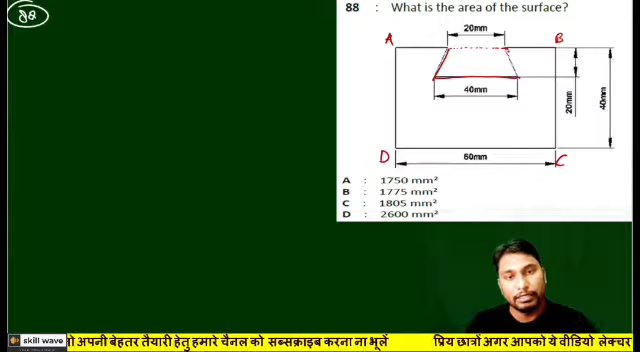 88
88 : What is the area of the surface?
20mm
A
B
40mm
20mm
40mm
D
60mm
C
A : 1750 mm²
B : 1775 mm²
C : 1805 mm²
D : 2600 mm²
skill wave
तो अपनी बेहतर तैयारी हेतु हमारे चैनल को सब्सक्राइब करना ना भूलें प्रिय छात्रों अगर आपको ये वीडियो लेक्चर